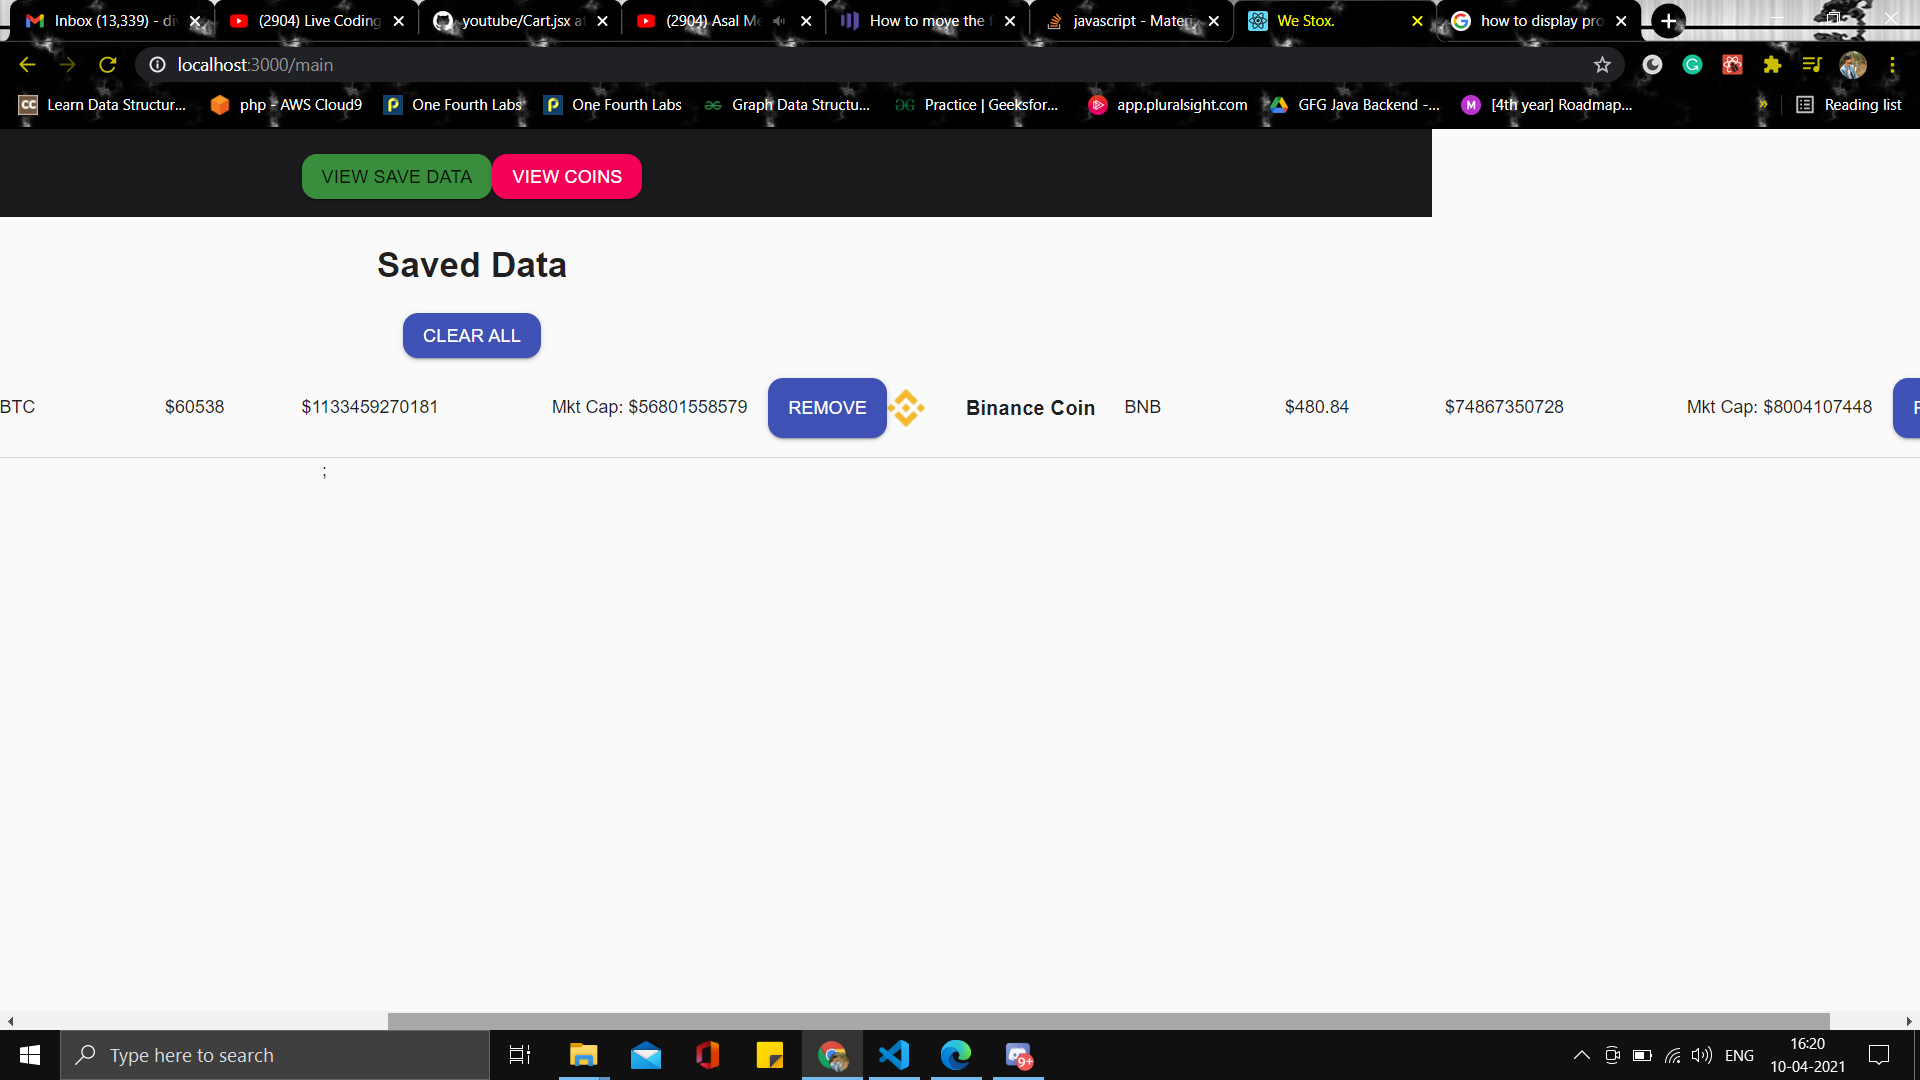 Inbox (13,339) - di
(2904) Live Coding
youtube/Cart.jsx a
(2904) Asal Me
How to move the f
javascript - Materi
We Stox.
how to display pro
localhost:3000/main
Learn Data Structur...
php - AWS Cloud9
One Fourth Labs
One Fourth Labs
Graph Data Structu...
Practice | Geeksfor...
app.pluralsight.com
GFG Java Backend -...
[4th year] Roadmap...
»
Reading list
VIEW SAVE DATA
VIEW COINS
Saved Data
CLEAR ALL
BTC $60538 $1133459270181 Mkt Cap: $56801558579 REMOVE Binance Coin BNB $480.84 $74867350728 Mkt Cap: $8004107448
;
Type here to search
9+
ENG
16:20
10-04-2021